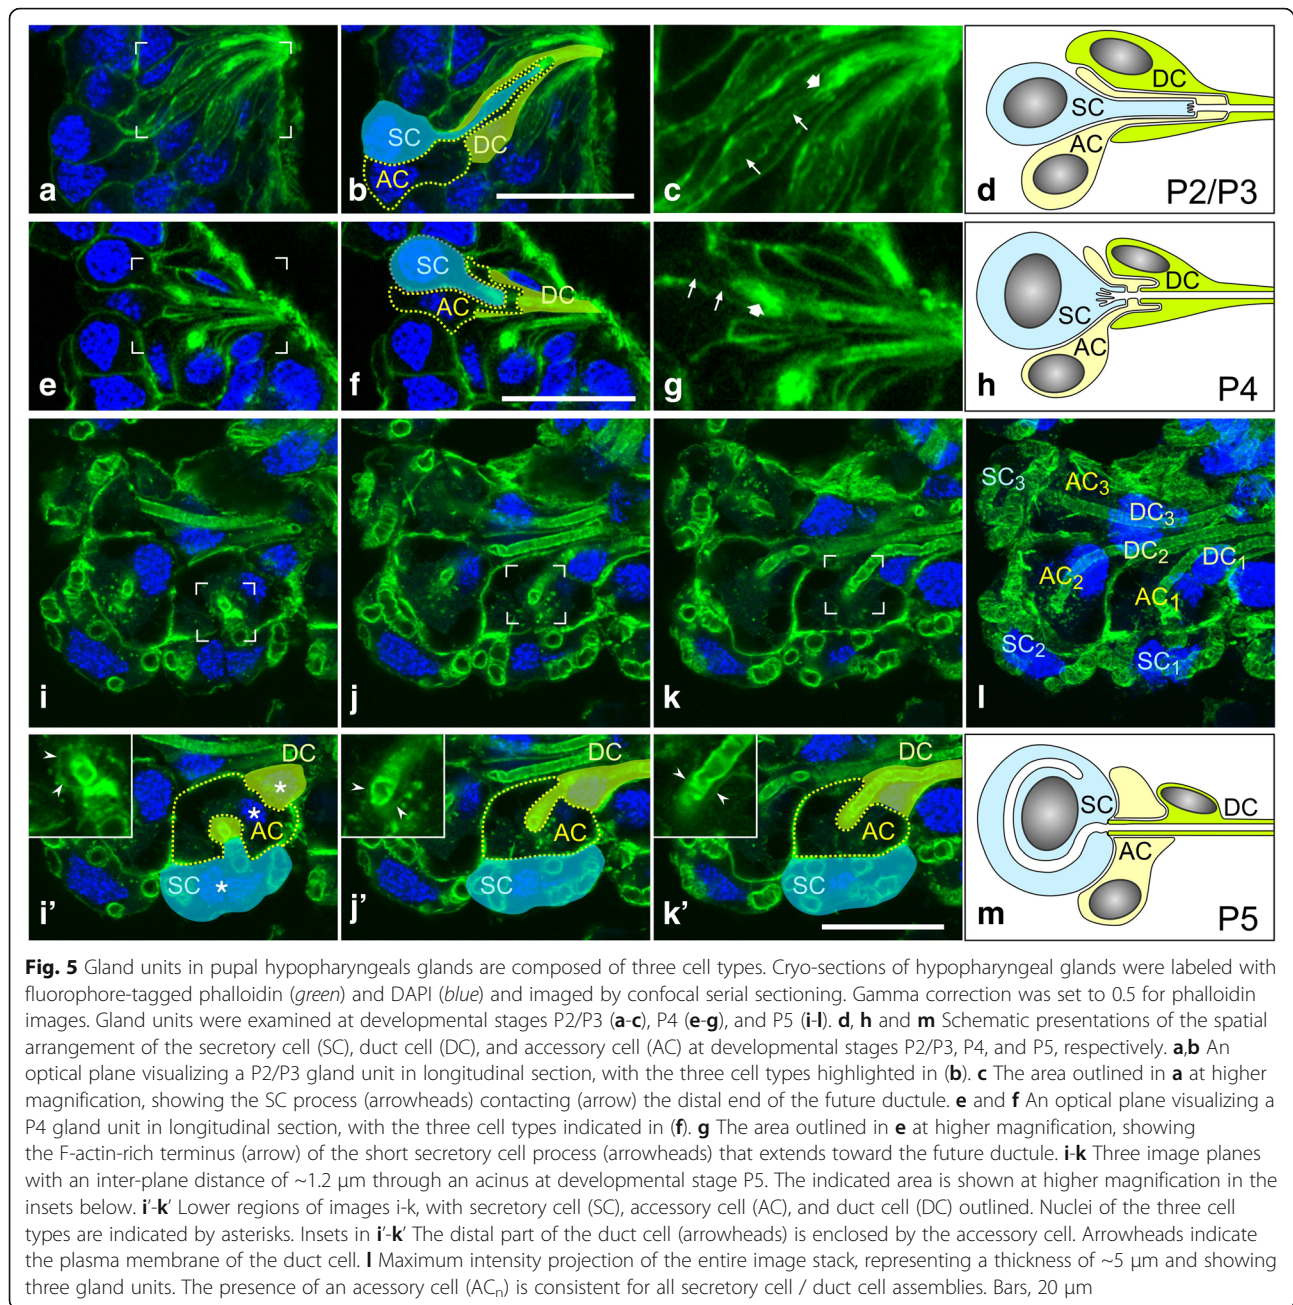 a
b
SC
AC
DC
c
d
SC
DC
AC
P2/P3
e
f
SC
AC
DC
g
h
SC
DC
AC
P4
i
j
k
l
SC3
AC3
DC3
DC2
DC1
AC2
AC1
SC2
SC1
i’
DC
*
*
AC
SC
*
j’
DC
AC
SC
k’
DC
AC
SC
m
SC
DC
AC
P5
Fig. 5 Gland units in pupal hypopharyngeals glands are composed of three cell types. Cryo-sections of hypopharyngeal glands were labeled with
fluorophore-tagged phalloidin (green) and DAPI (blue) and imaged by confocal serial sectioning. Gamma correction was set to 0.5 for phalloidin
images. Gland units were examined at developmental stages P2/P3 (a-c), P4 (e-g), and P5 (i-l). d, h and m Schematic presentations of the spatial
arrangement of the secretory cell (SC), duct cell (DC), and accessory cell (AC) at developmental stages P2/P3, P4, and P5, respectively. a,b An
optical plane visualizing a P2/P3 gland unit in longitudinal section, with the three cell types highlighted in (b). c The area outlined in a at higher
magnification, showing the SC process (arrowheads) contacting (arrow) the distal end of the future ductule. e and f An optical plane visualizing a
P4 gland unit in longitudinal section, with the three cell types indicated in (f). g The area outlined in e at higher magnification, showing
the F-actin-rich terminus (arrow) of the short secretory cell process (arrowheads) that extends toward the future ductule. i-k Three image planes
with an inter-plane distance of ~1.2 μm through an acinus at developmental stage P5. The indicated area is shown at higher magnification in the
insets below. i’-k’ Lower regions of images i-k, with secretory cell (SC), accessory cell (AC), and duct cell (DC) outlined. Nuclei of the three cell
types are indicated by asterisks. Insets in i’-k’ The distal part of the duct cell (arrowheads) is enclosed by the accessory cell. Arrowheads indicate
the plasma membrane of the duct cell. l Maximum intensity projection of the entire image stack, representing a thickness of ~5 μm and showing
three gland units. The presence of an acessory cell (ACn) is consistent for all secretory cell / duct cell assemblies. Bars, 20 μm